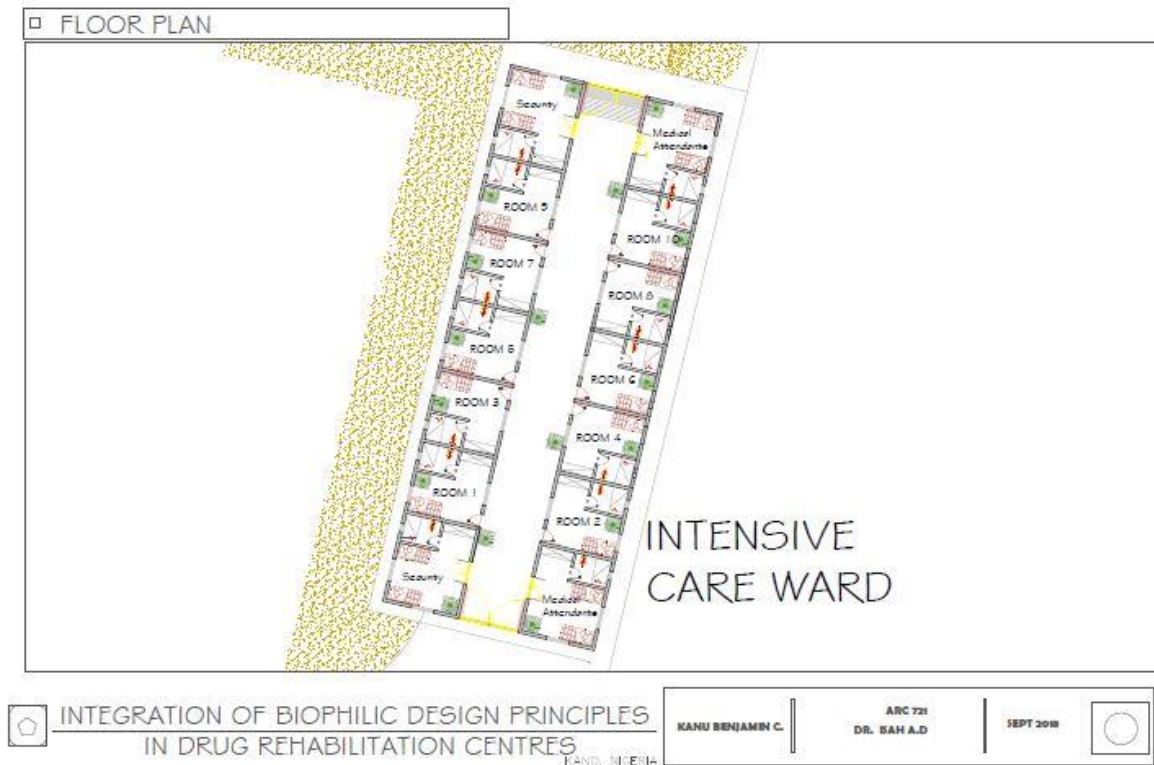 FLOOR PLAN
Security
Medical
Attendants
ROOM 9
ROOM 10
ROOM 7
ROOM 8
ROOM 5
ROOM 6
ROOM 3
ROOM 4
ROOM 1
ROOM 2
Security
Medical
Attendants
INTENSIVE
CARE WARD
INTEGRATION OF BIOPHILIC DESIGN PRINCIPLES
IN DRUG REHABILITATION CENTRES
KANO, NIGERIA
KANU BENJAMIN C.
ARC 721
DR. ISAH A.D
SEPT 2018